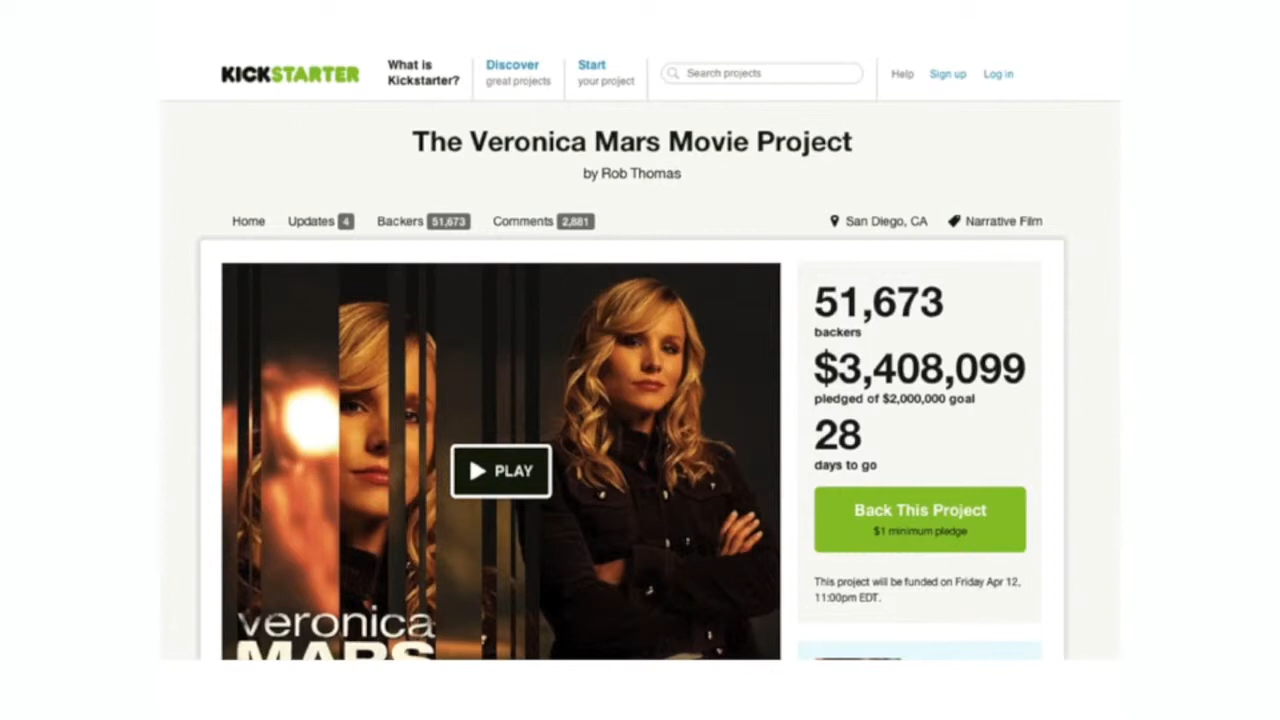 KICKSTARTER
What is
Kickstarter?
Discover
great projects
Start
your project
Search projects
Help
Sign up
Log in
The Veronica Mars Movie Project
by Rob Thomas
Home
Updates 4
Backers 51,673
Comments 2,881
San Diego, CA
Narrative Film
PLAY
veronica
MARS
51,673
backers
$3,408,099
pledged of $2,000,000 goal
28
days to go
Back This Project
$1 minimum pledge
This project will be funded on Friday Apr 12,
11:00pm EDT.